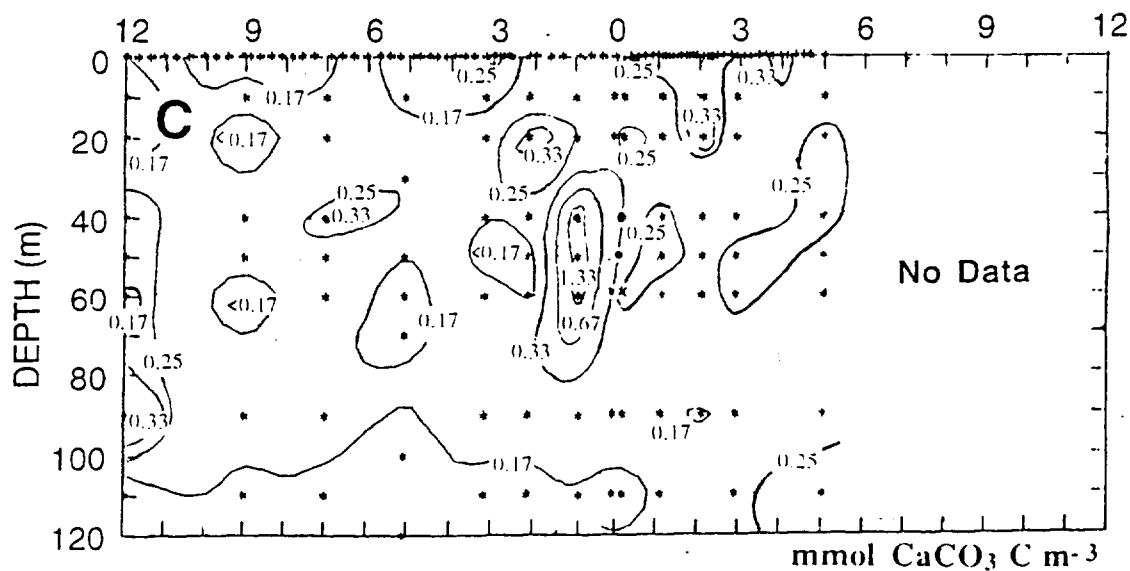 12 9 6 3 0 3 6 9 12
0
0.25 0.25 0.33
0.17
C 0.17 0.33
20 0.17 <0.17 0.33 0.25
0.25 0.25 0.25
40 0.33 0.25
<0.17
DEPTH (m) 1.33 No Data
60 0.17 <0.17 0.17 0.67
0.25 0.33
80
0.33 0.17
100 0.17 0.25
120
mmol CaCO₃ C m⁻³